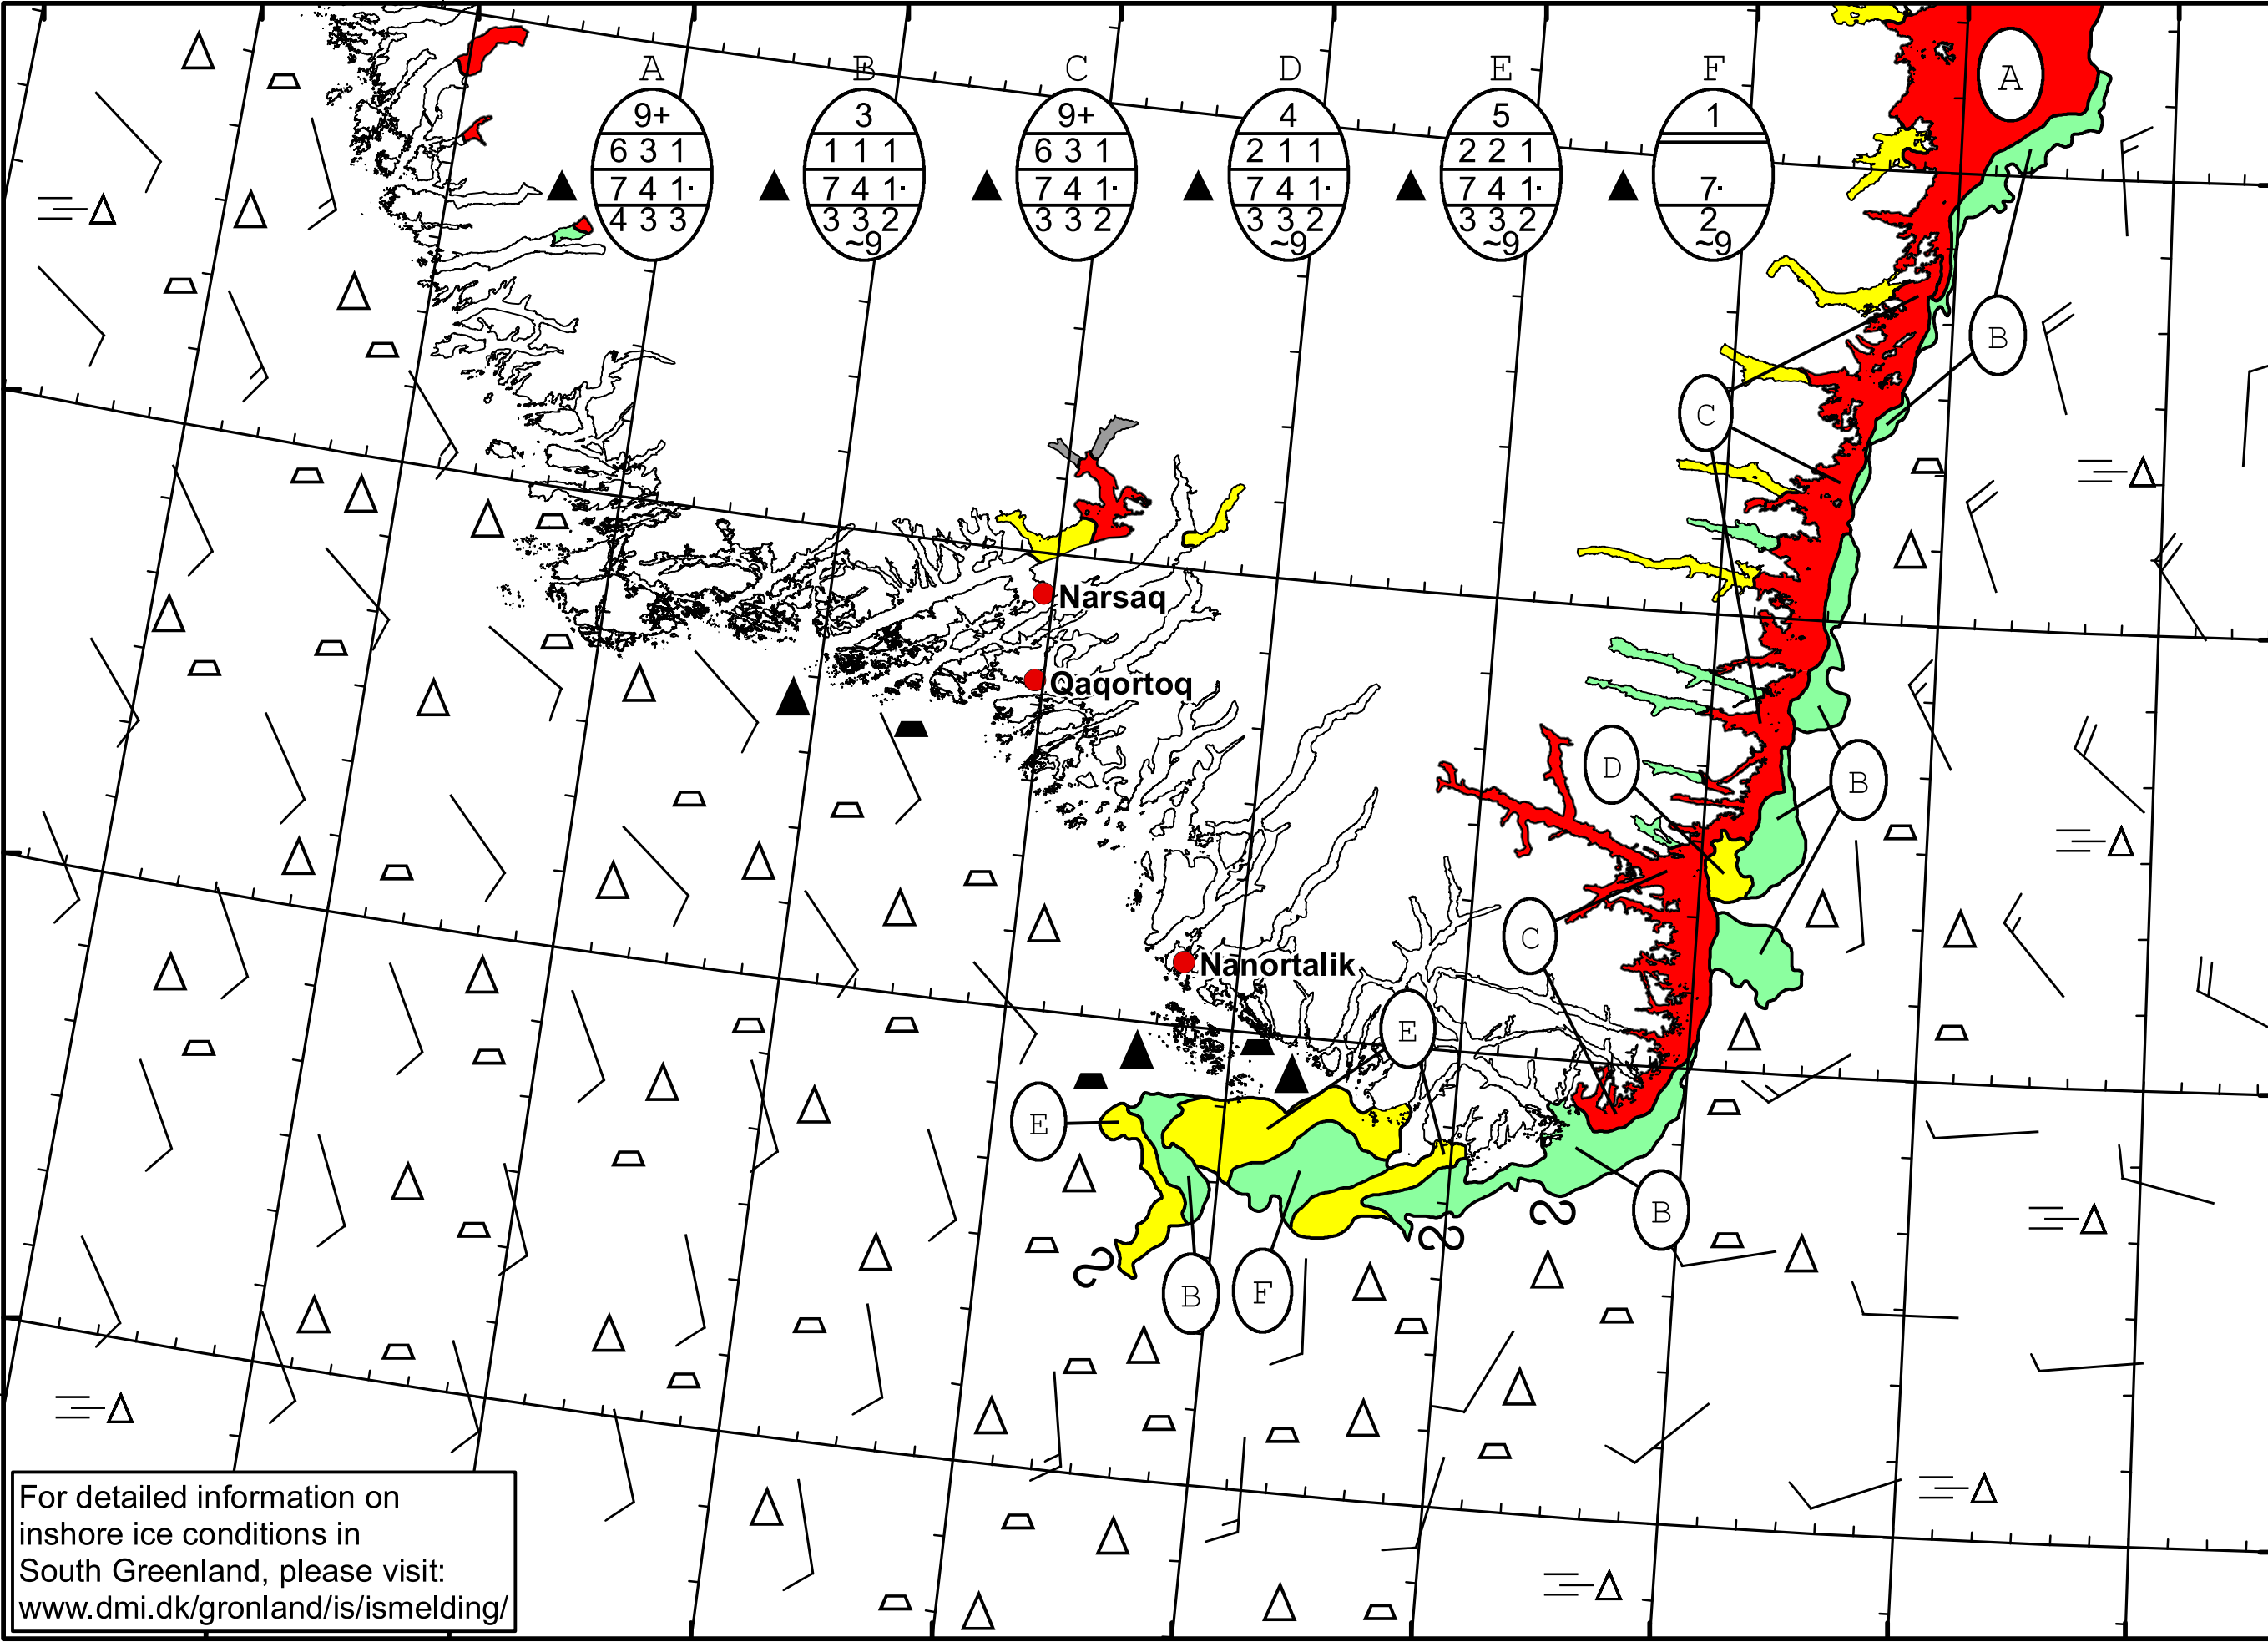 A B C D E F
9+ 3 9+ 4 5 1
6 3 1 1 1 1 6 3 1 2 1 1 2 2 1
7 4 1· 7 4 1· 7 4 1· 7 4 1· 7 4 1· 7·
4 3 3 3 3 2 3 3 2 3 3 2 3 3 2 2
~9 ~9 ~9 ~9
A
B
C
Narsaq
Qaqortoq
D
B
C
Nanortalik
E
E
B
B
F
For detailed information on
inshore ice conditions in
South Greenland, please visit:
www.dmi.dk/gronland/is/ismelding/